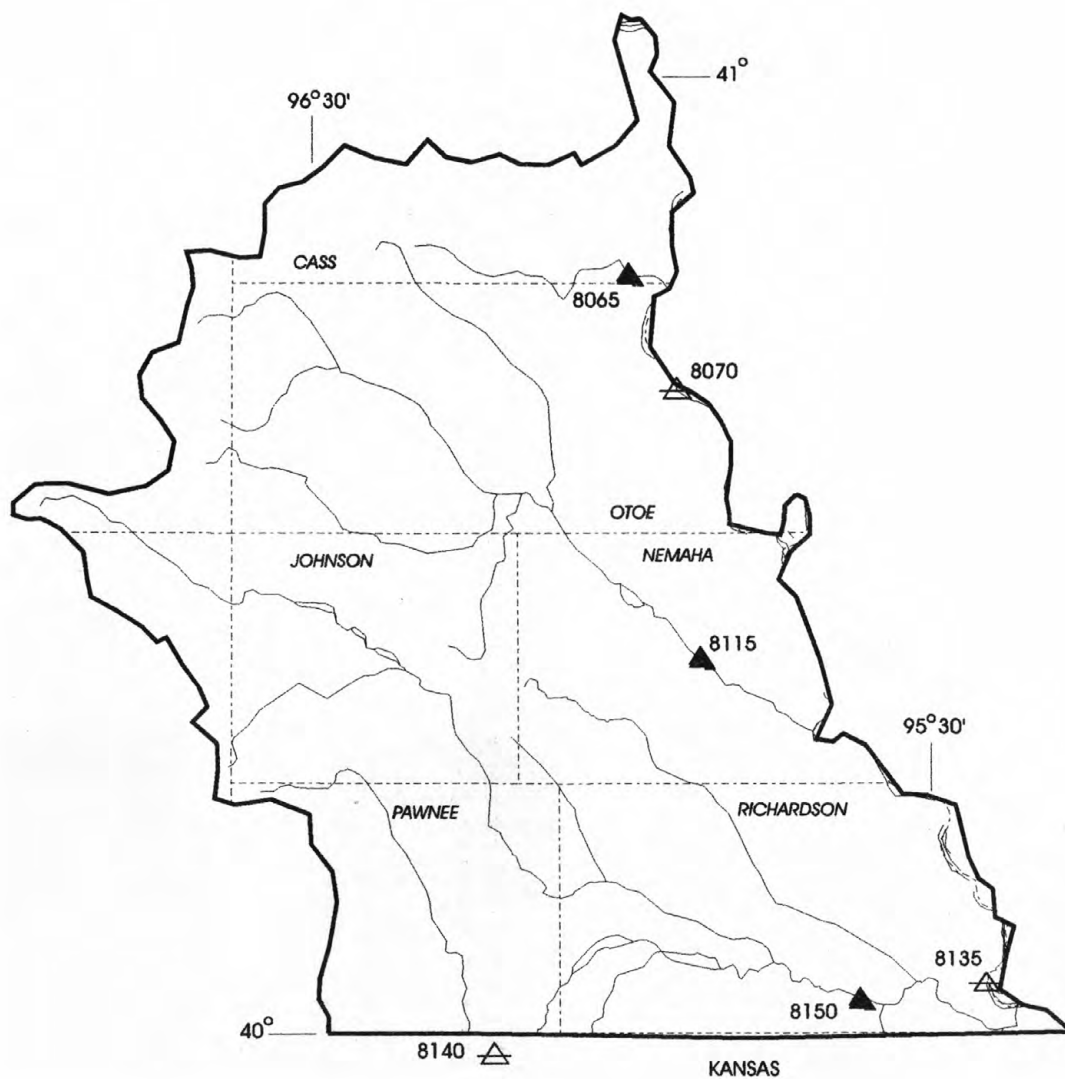 41°
96° 30'
CASS
8065
8070
OTOE
JOHNSON
NEMAHA
8115
95° 30'
PAWNEE
RICHARDSON
8135
8150
40°
8140
KANSAS